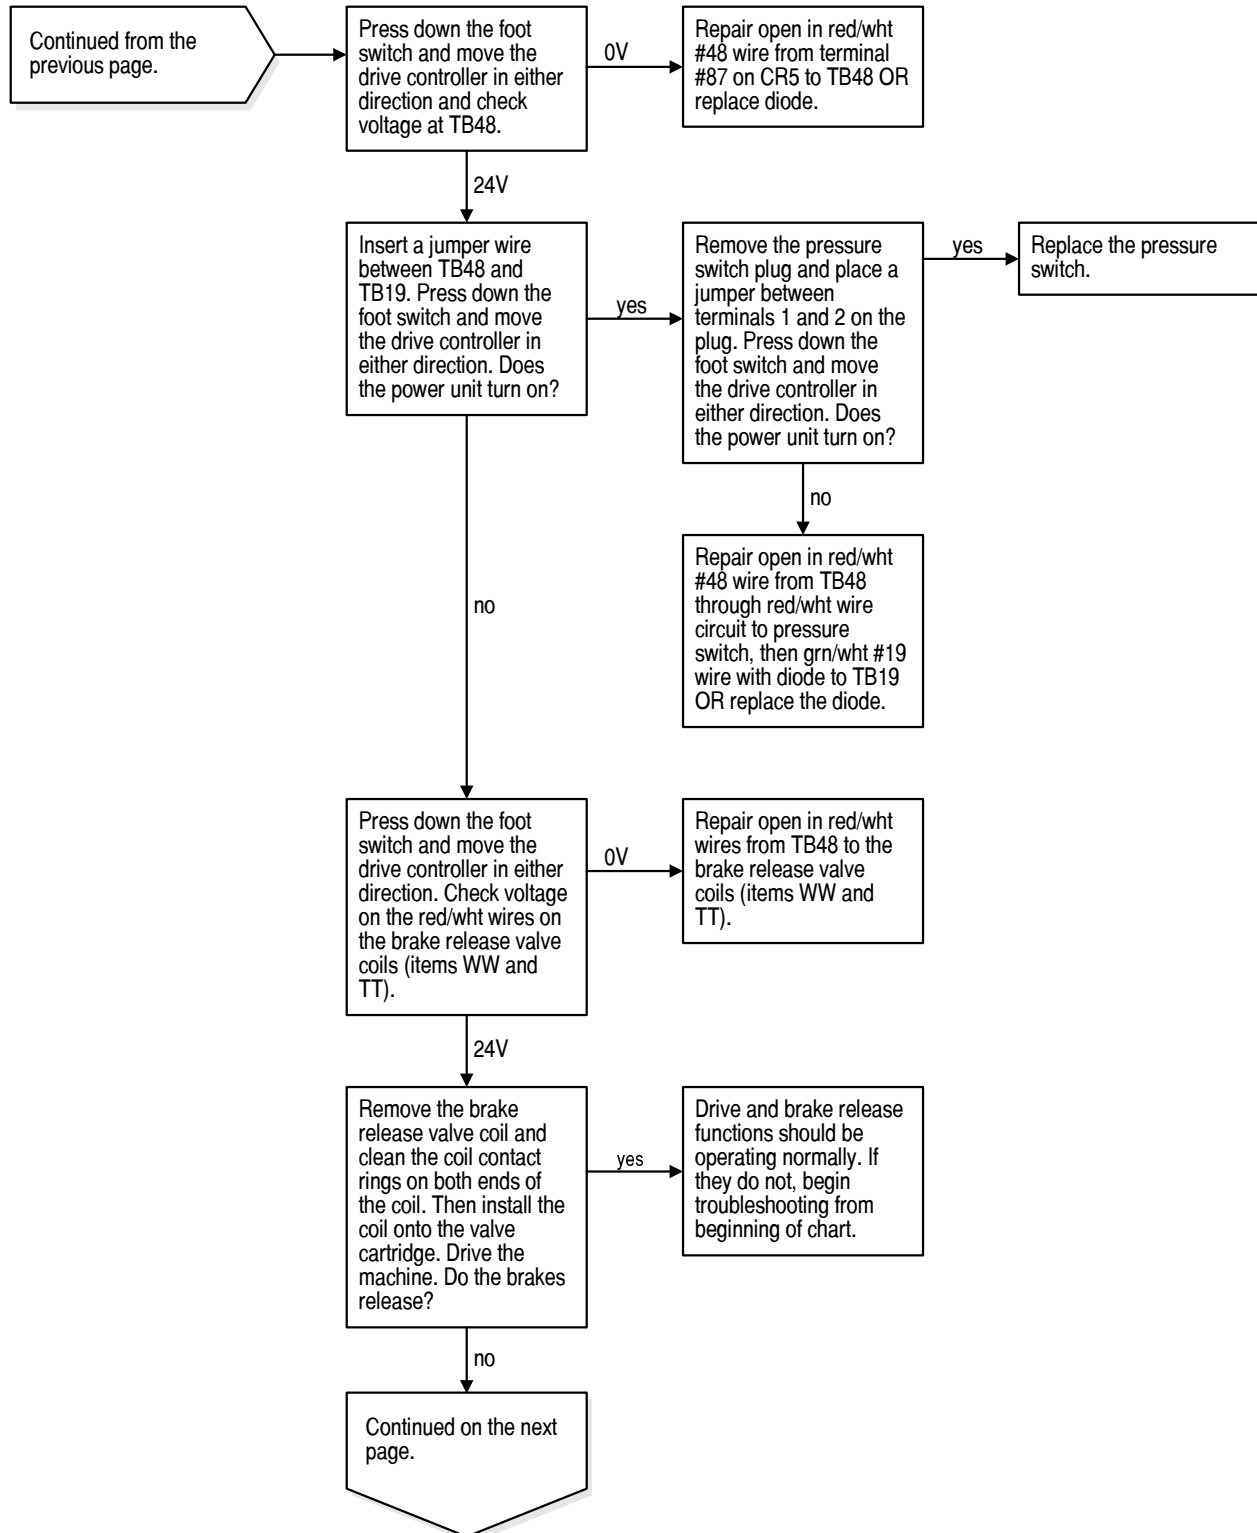 Continued from the
previous page.
Press down the foot
switch and move the
drive controller in either
direction and check
voltage at TB48.
0V
Repair open in red/wht
#48 wire from terminal
#87 on CR5 to TB48 OR
replace diode.
24V
Insert a jumper wire
between TB48 and
TB19. Press down the
foot switch and move
the drive controller in
either direction. Does
the power unit turn on?
yes
Remove the pressure
switch plug and place a
jumper between
terminals 1 and 2 on the
plug. Press down the
foot switch and move
the drive controller in
either direction. Does
the power unit turn on?
yes
Replace the pressure
switch.
no
Repair open in red/wht
#48 wire from TB48
through red/wht wire
circuit to pressure
switch, then grn/wht #19
wire with diode to TB19
OR replace the diode.
no
Press down the foot
switch and move the
drive controller in either
direction. Check voltage
on the red/wht wires on
the brake release valve
coils (items WW and
TT).
0V
Repair open in red/wht
wires from TB48 to the
brake release valve
coils (items WW and
TT).
24V
Remove the brake
release valve coil and
clean the coil contact
rings on both ends of
the coil. Then install the
coil onto the valve
cartridge. Drive the
machine. Do the brakes
release?
yes
Drive and brake release
functions should be
operating normally. If
they do not, begin
troubleshooting from
beginning of chart.
no
Continued on the next
page.